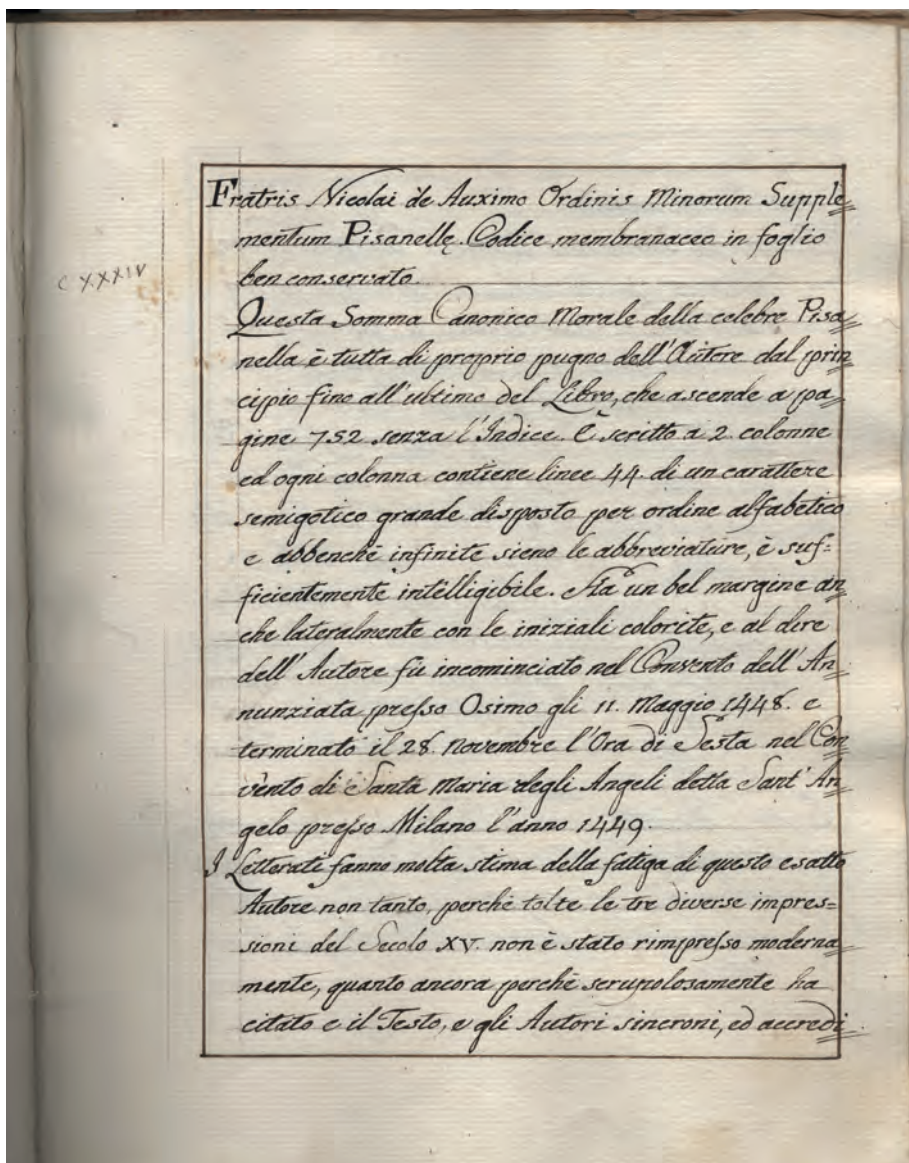 Fratris Nicolai de Auximo Ordinis Minorum Supple=
mentum Pisanellę. Codice membranaceo in foglio
CXXXIV
ben conservato.
Questa Somma Canonico Morale della celebre Pisa=
nella è tutta di proprio pugno dell'Autore dal prin=
cipio fino all'ultimo del Libro, che ascende a pa=
gine 752 senza l'Indice. E scritto a 2. colonne
ed ogni colonna contiene linee 44. di un carattere
semigotico grande disposto per ordine alfabetico
e abbenchè infinite sieno le abbreviature, è suf=
ficientemente intelligibile. Ha un bel margine an=
che lateralmente con le iniziali colorite, e al dire
dell'Autore fù incominciato nel Convento dell'An=
nunziata presso Osimo gli 11. Maggio 1448. e
terminato il 28. Novembre l'Ora di Sesta nel Con=
vento di Santa Maria degli Angeli detta Sant'An=
gelo presso Milano l'anno 1449.
I Letterati fanno molta stima della fatiga di questo esatto
Autore non tanto, perchè tolte le tre diverse impres=
sioni del Secolo XV. non è stato rimpresso moderna=
mente, quanto ancora perchè scrupolosamente ha
citato e il Testo, e gli Autori sincroni, ed accredi=